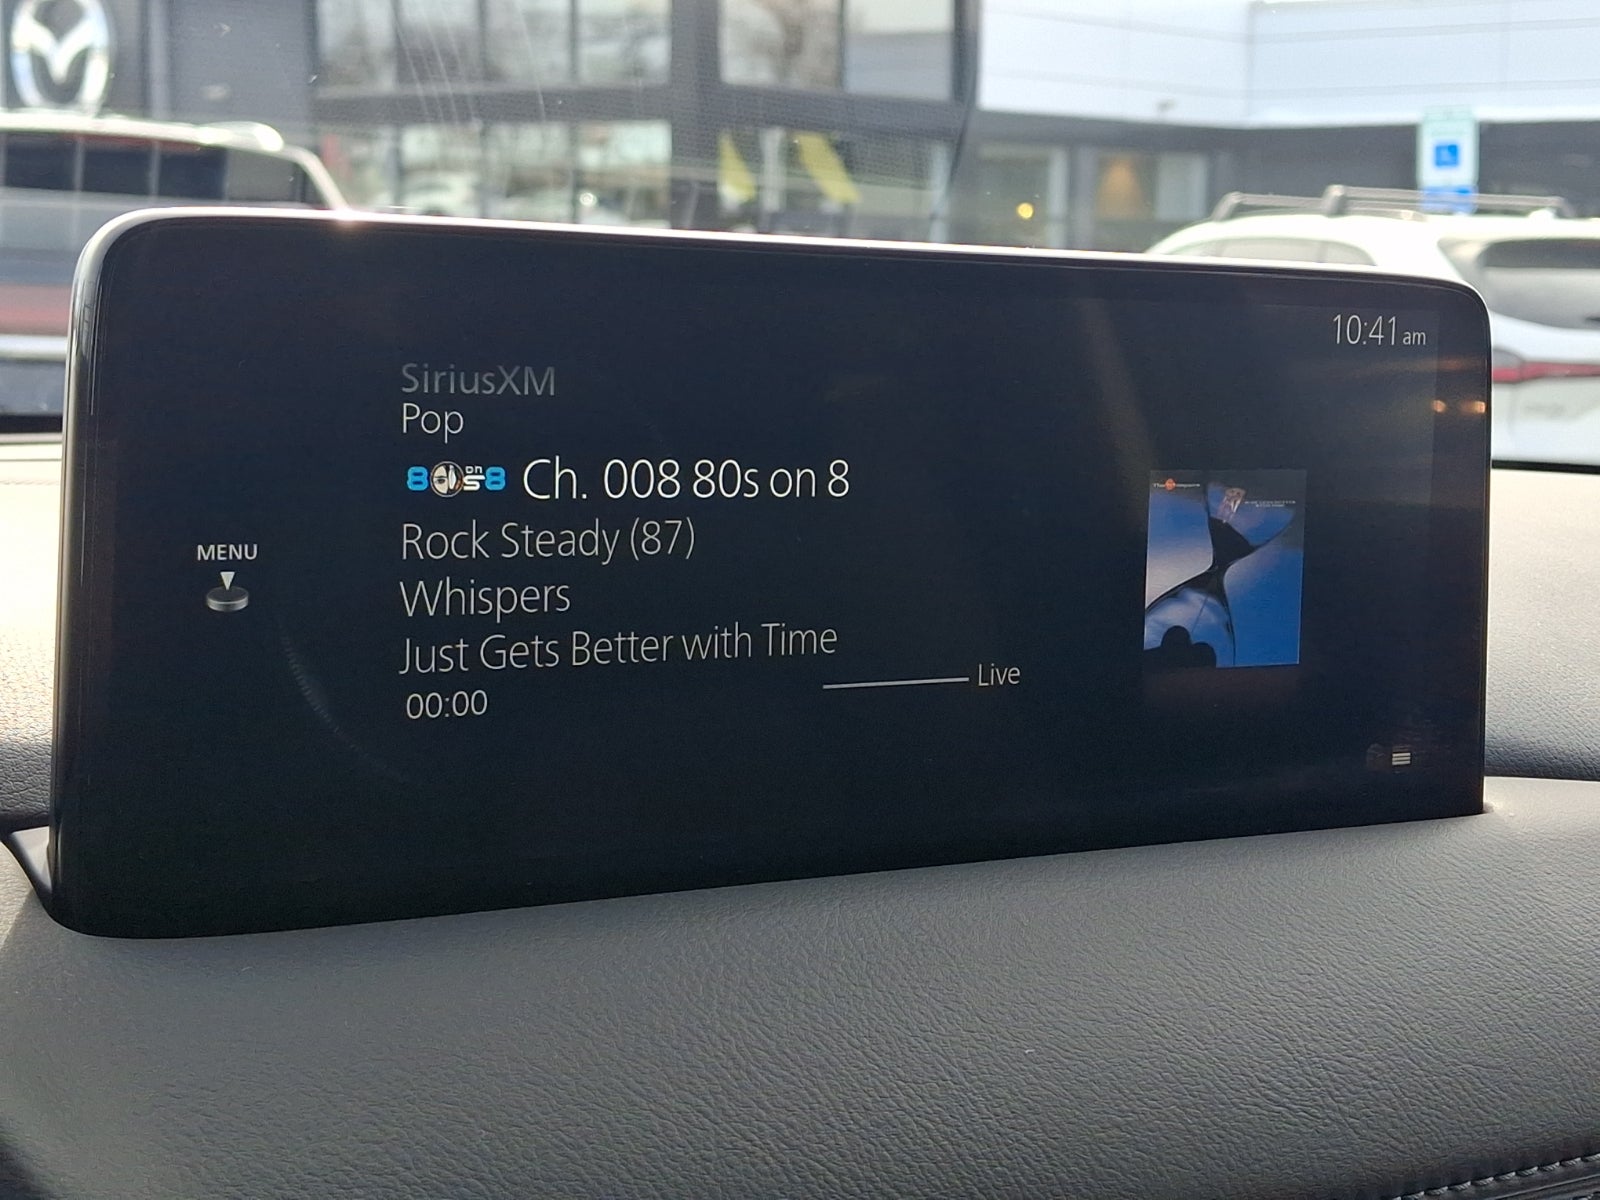 10:41 am
SiriusXM
Pop
80s on 8 Ch. 008 80s on 8
Rock Steady (87)
MENU
Whispers
Just Gets Better with Time
00:00
Live